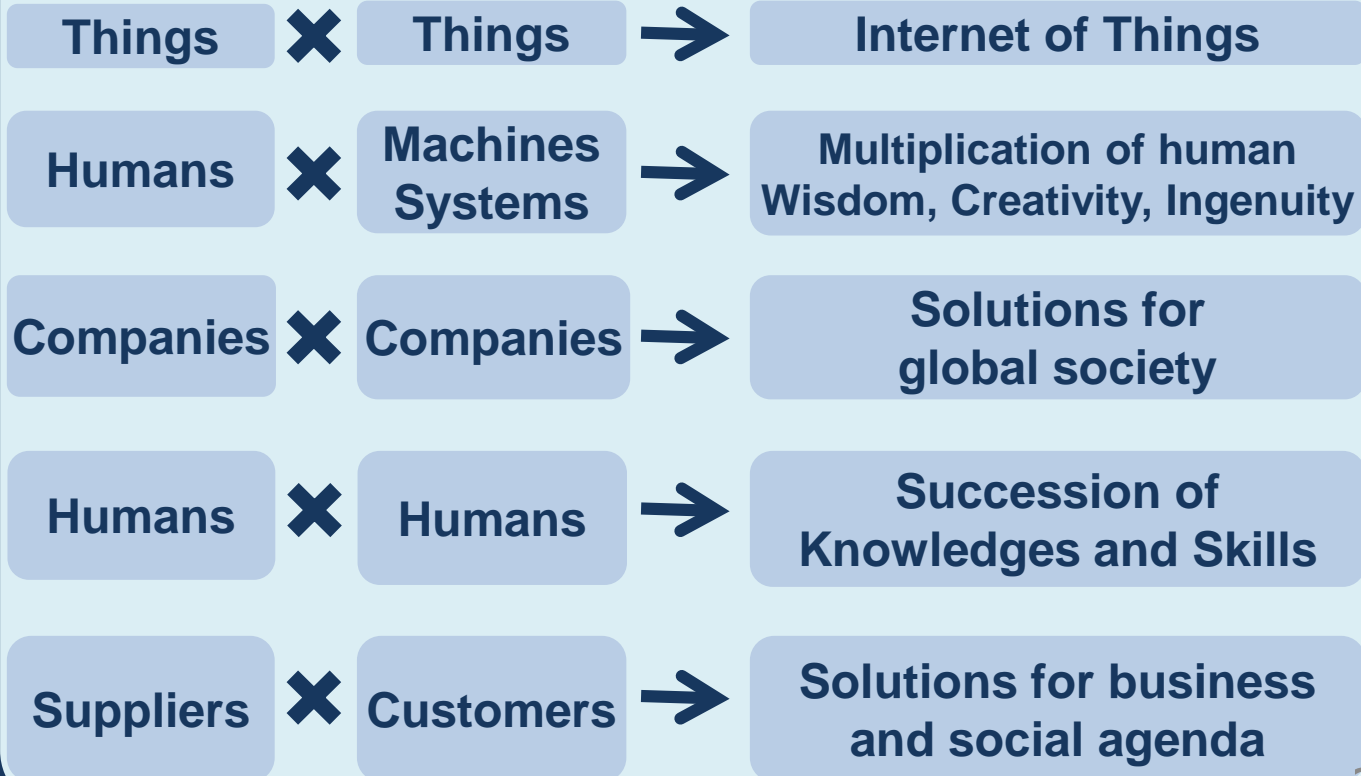 Things ✖ Things → Internet of Things
Humans ✖ Machines Systems → Multiplication of human
Wisdom, Creativity, Ingenuity
Companies ✖ Companies → Solutions for
global society
Humans ✖ Humans → Succession of
Knowledges and Skills
Suppliers ✖ Customers → Solutions for business
and social agenda